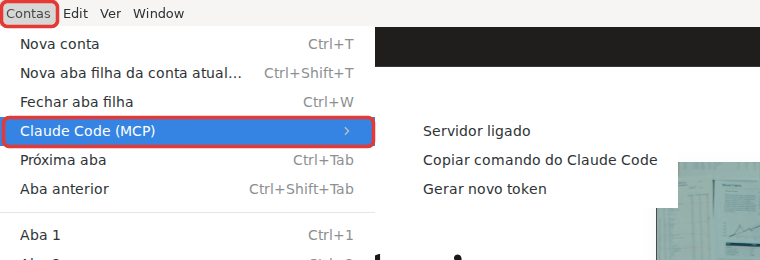 Contas Edit Ver Window
Nova conta Ctrl+T
Nova aba filha da conta atual... Ctrl+Shift+T
Fechar aba filha Ctrl+W
Claude Code (MCP)
Servidor ligado
Próxima aba Ctrl+Tab
Copiar comando do Claude Code
Aba anterior Ctrl+Shift+Tab
Gerar novo token
Aba 1 Ctrl+1